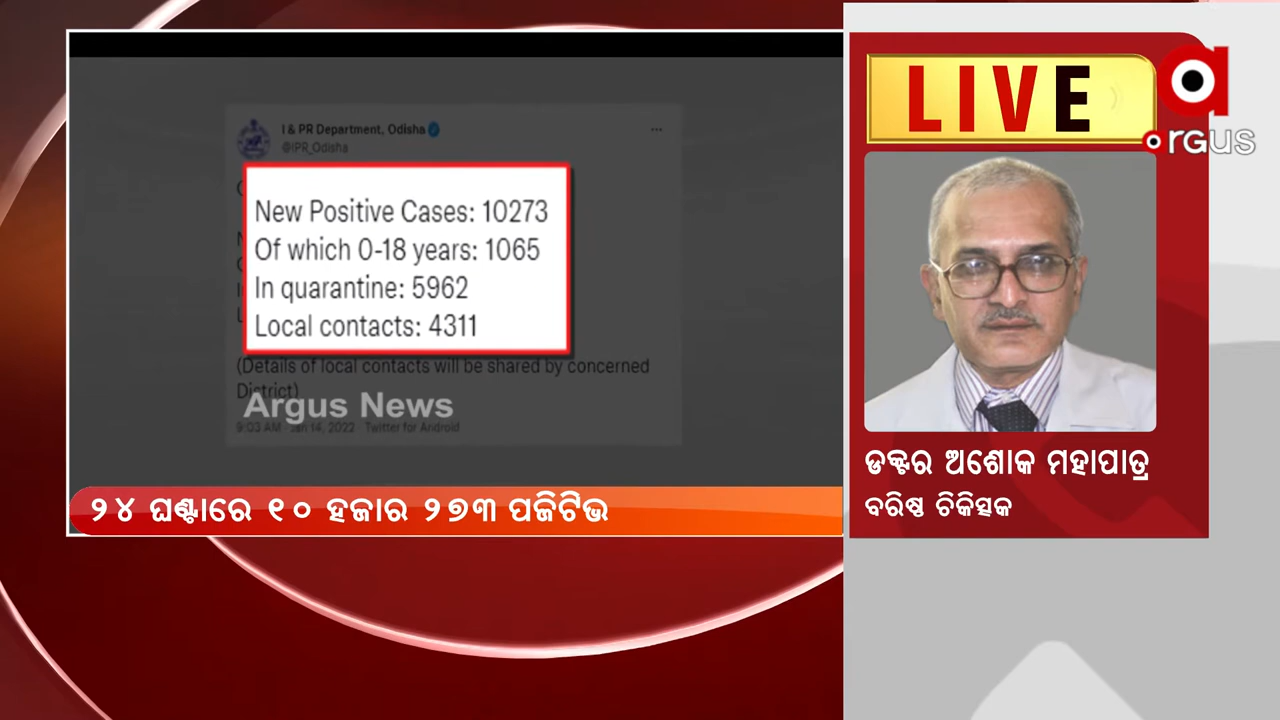 I & PR Department, Odisha
@IPR_Odisha
New Positive Cases: 10273
Of which 0-18 years: 1065
In quarantine: 5962
Local contacts: 4311
(Details of local contacts will be shared by concerned
District)
Argus News
9:03 AM · Jan 14, 2022 · Twitter for Android
୨୪ ଘଣ୍ଟାରେ ୧୦ ହଜାର ୨୭୩ ପଜିଟିଭ
LIVE
argus
ଡକ୍ଟର ଅଶୋକ ମହାପାତ୍ର
ବରିଷ୍ଠ ଚିକିତ୍ସକ